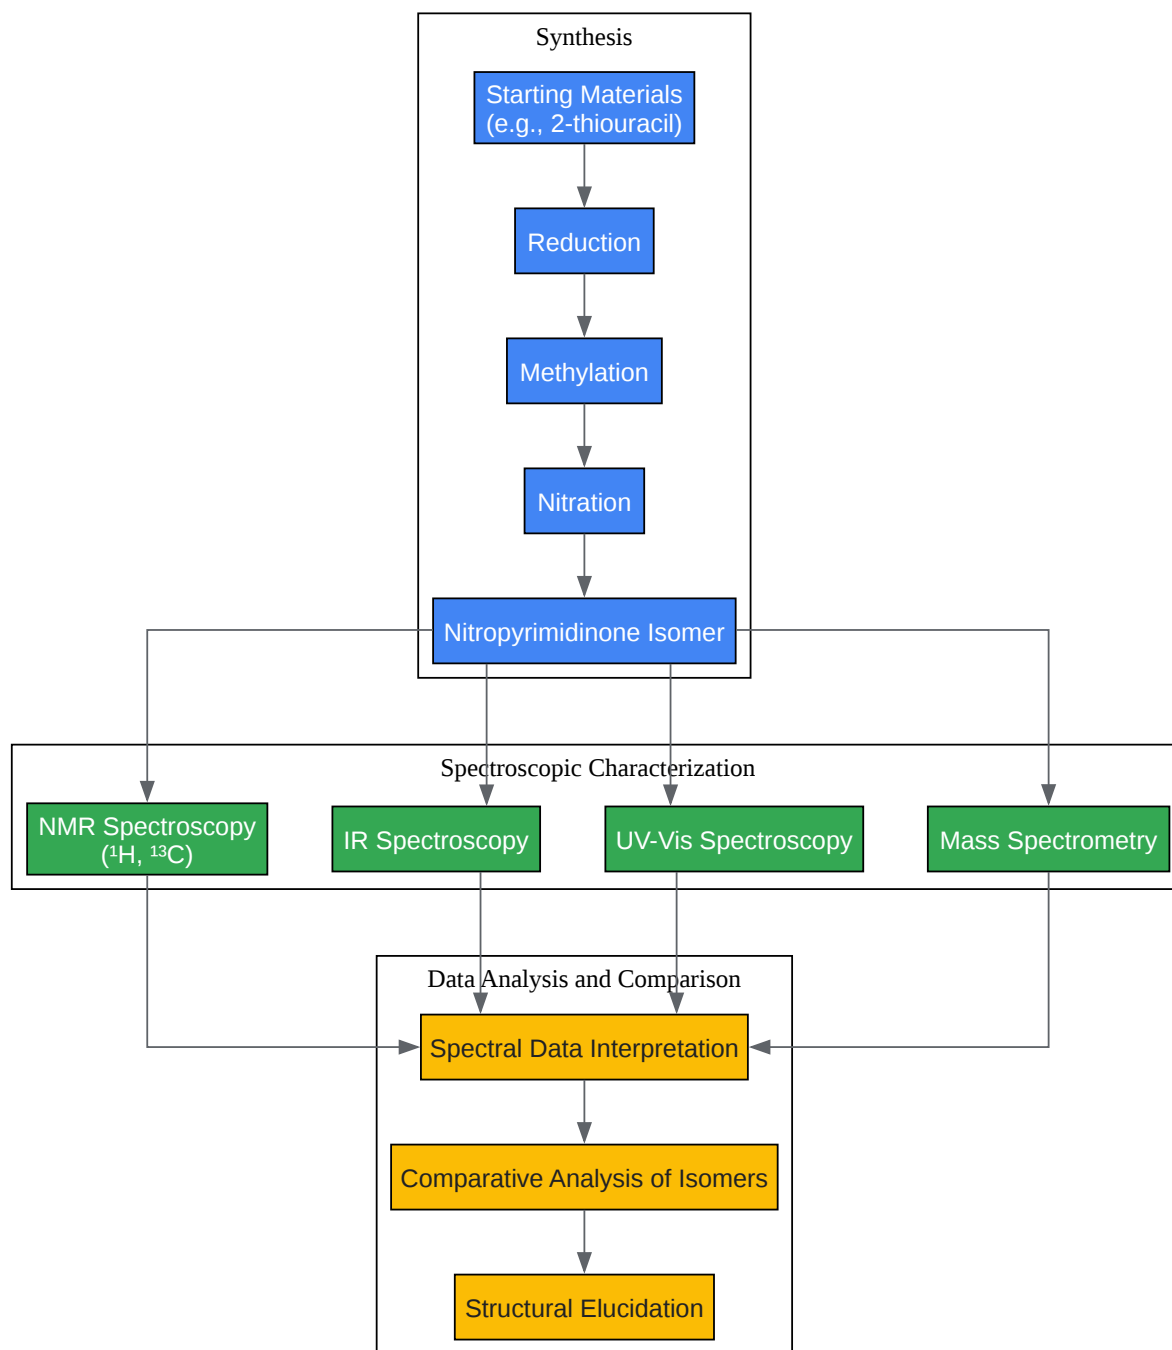 Synthesis
Starting Materials
(e.g., 2-thiouracil)
Reduction
Methylation
Nitration
Nitropyrimidinone Isomer
Spectroscopic Characterization
NMR Spectroscopy
(¹H, ¹³C)
IR Spectroscopy
UV-Vis Spectroscopy
Mass Spectrometry
Data Analysis and Comparison
Spectral Data Interpretation
Comparative Analysis of Isomers
Structural Elucidation